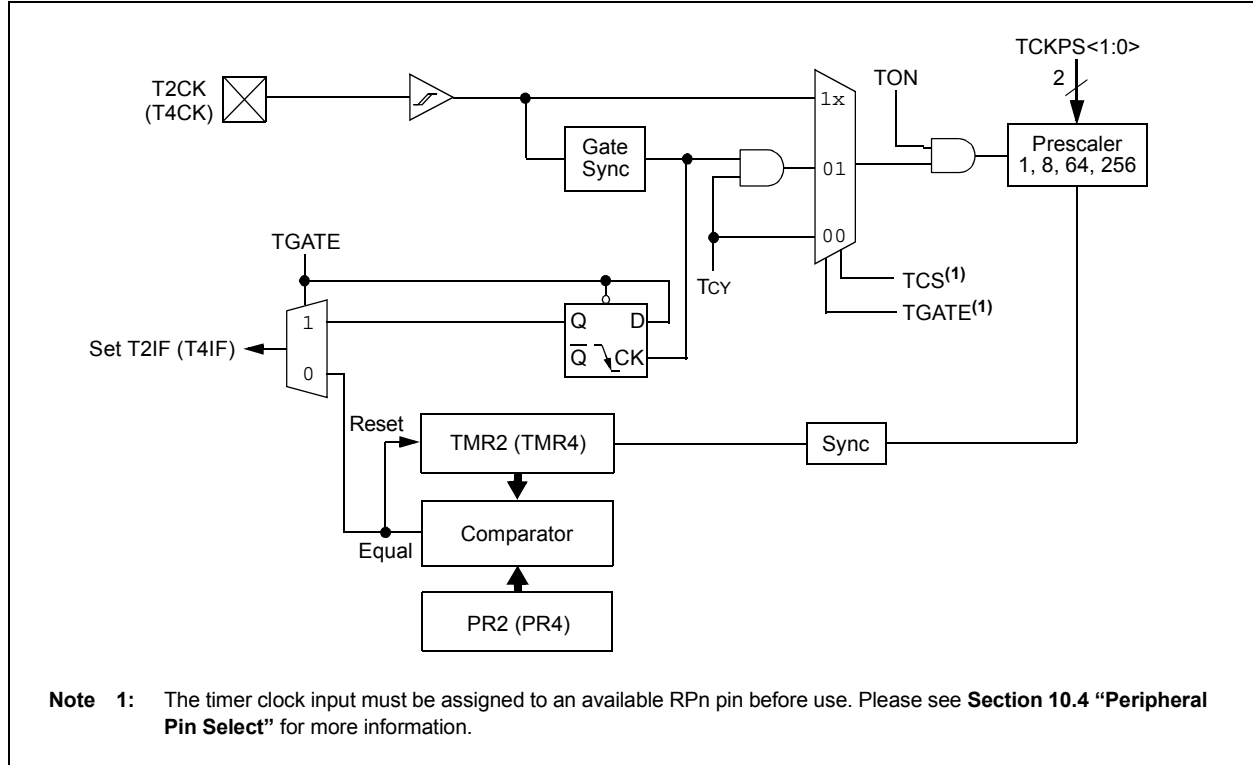 TCKPS<1:0>
2
TON
T2CK
(T4CK)
1x
Gate
Sync
01
Prescaler
1, 8, 64, 256
00
TGATE
TCY
TCS(1)
TGATE(1)
1
Q
D
Set T2IF (T4IF)
Q
CK
0
Reset
TMR2 (TMR4)
Sync
Comparator
Equal
PR2 (PR4)
Note 1: The timer clock input must be assigned to an available RPn pin before use. Please see Section 10.4 “Peripheral
Pin Select” for more information.